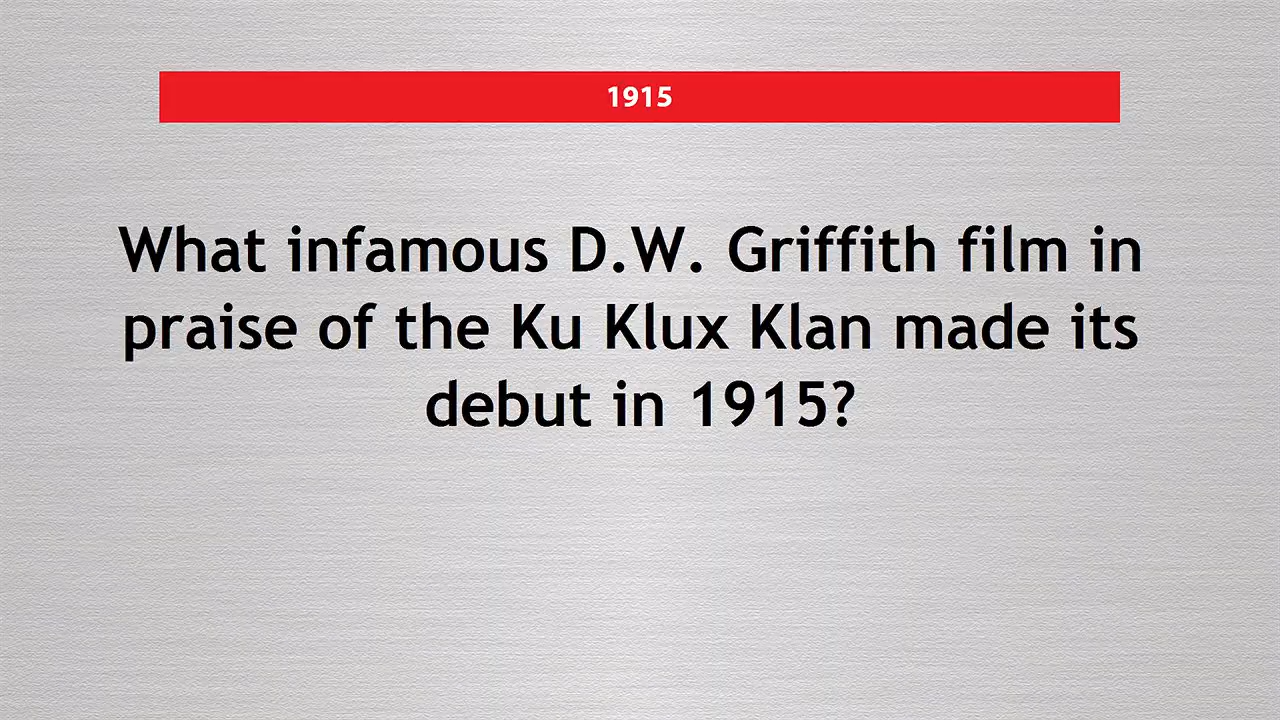 1915
What infamous D.W. Griffith film in
praise of the Ku Klux Klan made its
debut in 1915?